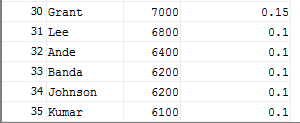 30 Grant 7000 0.15
31 Lee 6800 0.1
32 Ande 6400 0.1
33 Banda 6200 0.1
34 Johnson 6200 0.1
35 Kumar 6100 0.1